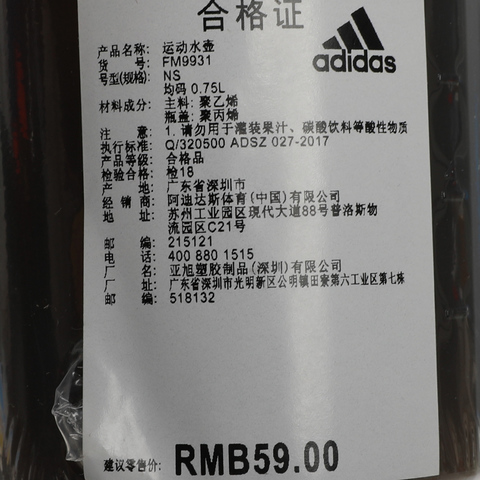 合格证
adidas
产品名称: 运动水壶
货 号: FM9931
号型(规格): NS
均码 0.75L
材料成分: 主料: 聚乙烯
瓶盖: 聚丙烯
注 意: 1. 请勿用于灌装果汁、碳酸饮料等酸性物质
执行标准: Q/320500 ADSZ 027-2017
产品等级: 合格品
检验合格: 检18
产 地: 广东省深圳市
经 销 商: 阿迪达斯体育(中国)有限公司
地 址: 苏州工业园区现代大道88号普洛斯物
流园区C21号
邮 编: 215121
电 话: 400 880 1515
厂 名: 亚旭塑胶制品(深圳)有限公司
厂 址: 广东省深圳市光明新区公明镇田寮第六工业区第七栋
邮 编: 518132
建议零售价: RMB59.00